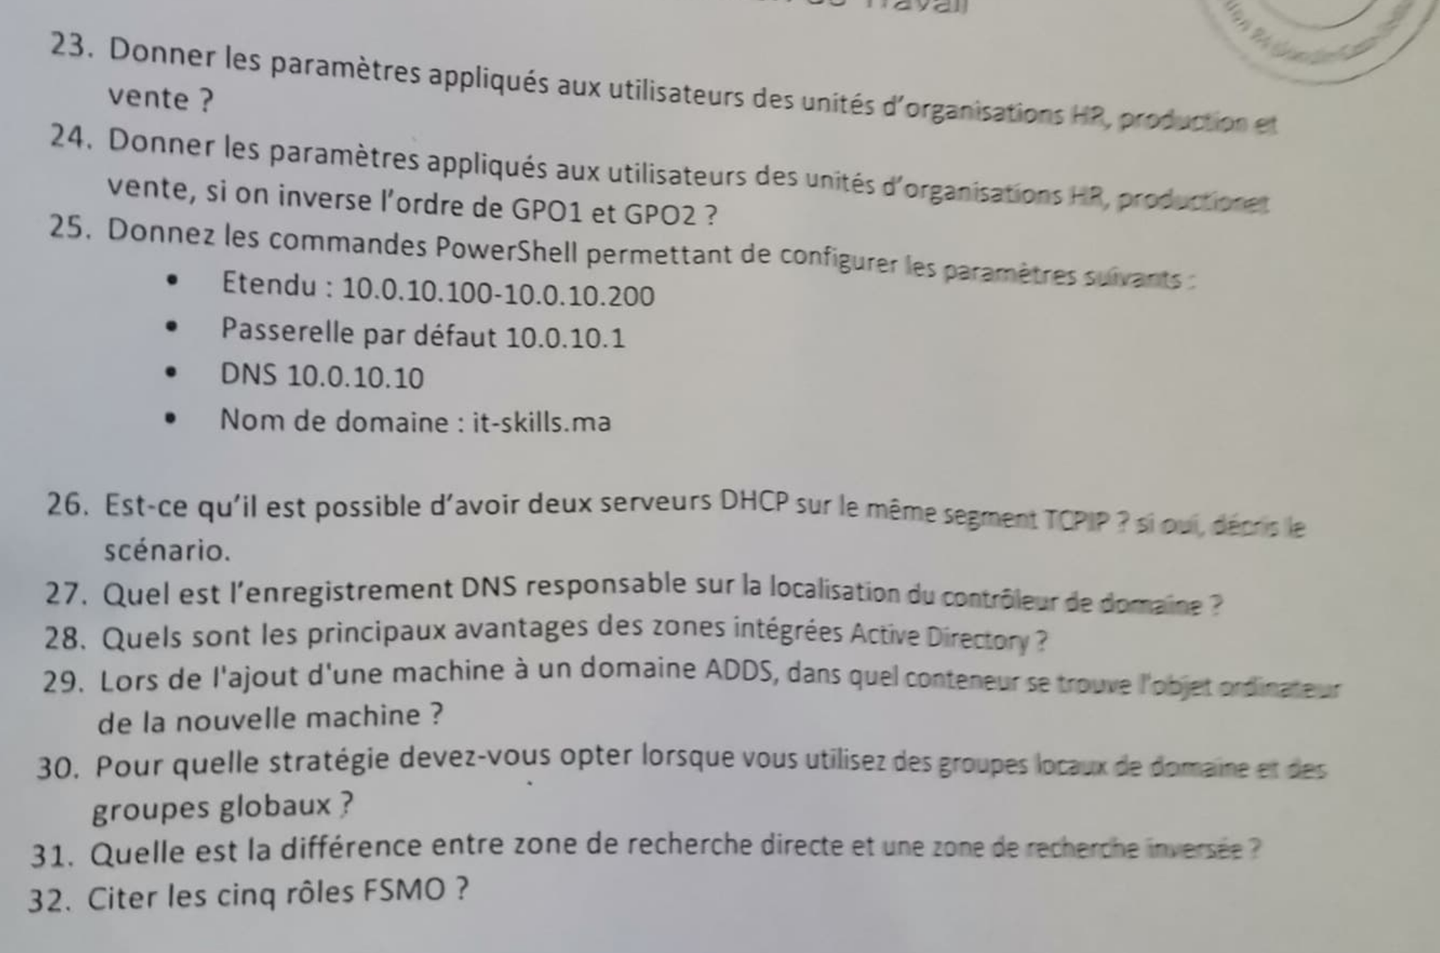 Travail
23. Donner les paramètres appliqués aux utilisateurs des unités d'organisations HR, production et
vente ?
24. Donner les paramètres appliqués aux utilisateurs des unités d'organisations HR, productionet
vente, si on inverse l'ordre de GPO1 et GPO2 ?
25. Donnez les commandes PowerShell permettant de configurer les paramètres suivants :
• Etendu : 10.0.10.100-10.0.10.200
• Passerelle par défaut 10.0.10.1
• DNS 10.0.10.10
• Nom de domaine : it-skills.ma
26. Est-ce qu'il est possible d'avoir deux serveurs DHCP sur le même segment TCPIP ? si oui, décris le
scénario.
27. Quel est l'enregistrement DNS responsable sur la localisation du contrôleur de domaine ?
28. Quels sont les principaux avantages des zones intégrées Active Directory ?
29. Lors de l'ajout d'une machine à un domaine ADDS, dans quel conteneur se trouve l'objet ordinateur
de la nouvelle machine ?
30. Pour quelle stratégie devez-vous opter lorsque vous utilisez des groupes locaux de domaine et des
groupes globaux ?
31. Quelle est la différence entre zone de recherche directe et une zone de recherche inversée ?
32. Citer les cinq rôles FSMO ?